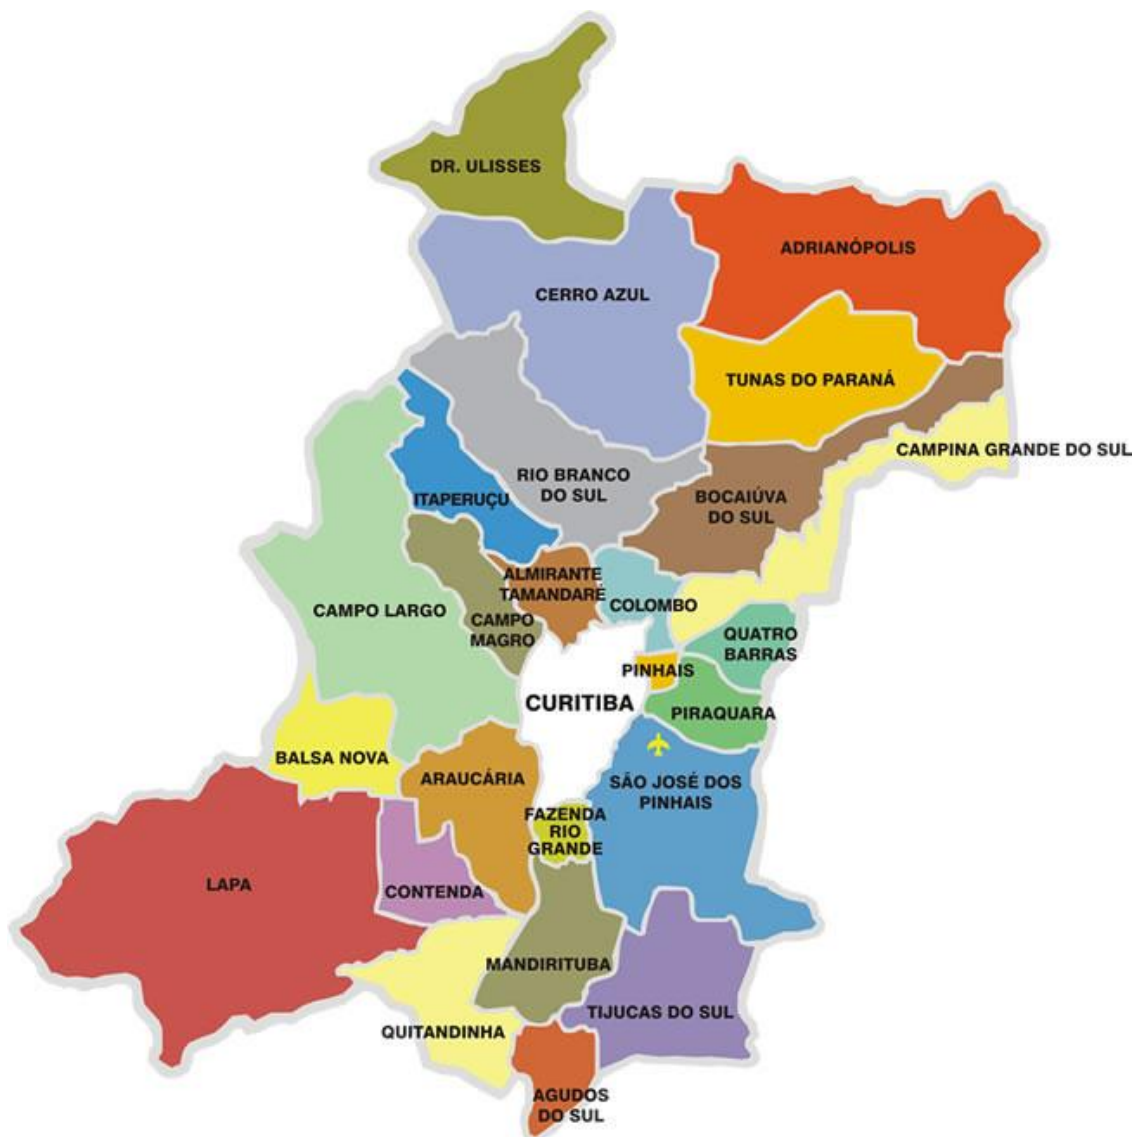 DR. ULISSES
ADRIANÓPOLIS
CERRO AZUL
TUNAS DO PARANÁ
CAMPINA GRANDE DO SUL
RIO BRANCO
DO SUL
ITAPERUÇU
BOCAIÚVA
DO SUL
ALMIRANTE
TAMANDARÉ
COLOMBO
CAMPO LARGO
CAMPO
MAGRO
QUATRO
BARRAS
PINHAIS
CURITIBA
PIRAQUARA
BALSA NOVA
ARAUCÁRIA
SÃO JOSÉ DOS
PINHAIS
FAZENDA
RIO
GRANDE
LAPA
CONTENDA
MANDIRITUBA
TIJUCAS DO SUL
QUITANDINHA
AGUDOS
DO SUL